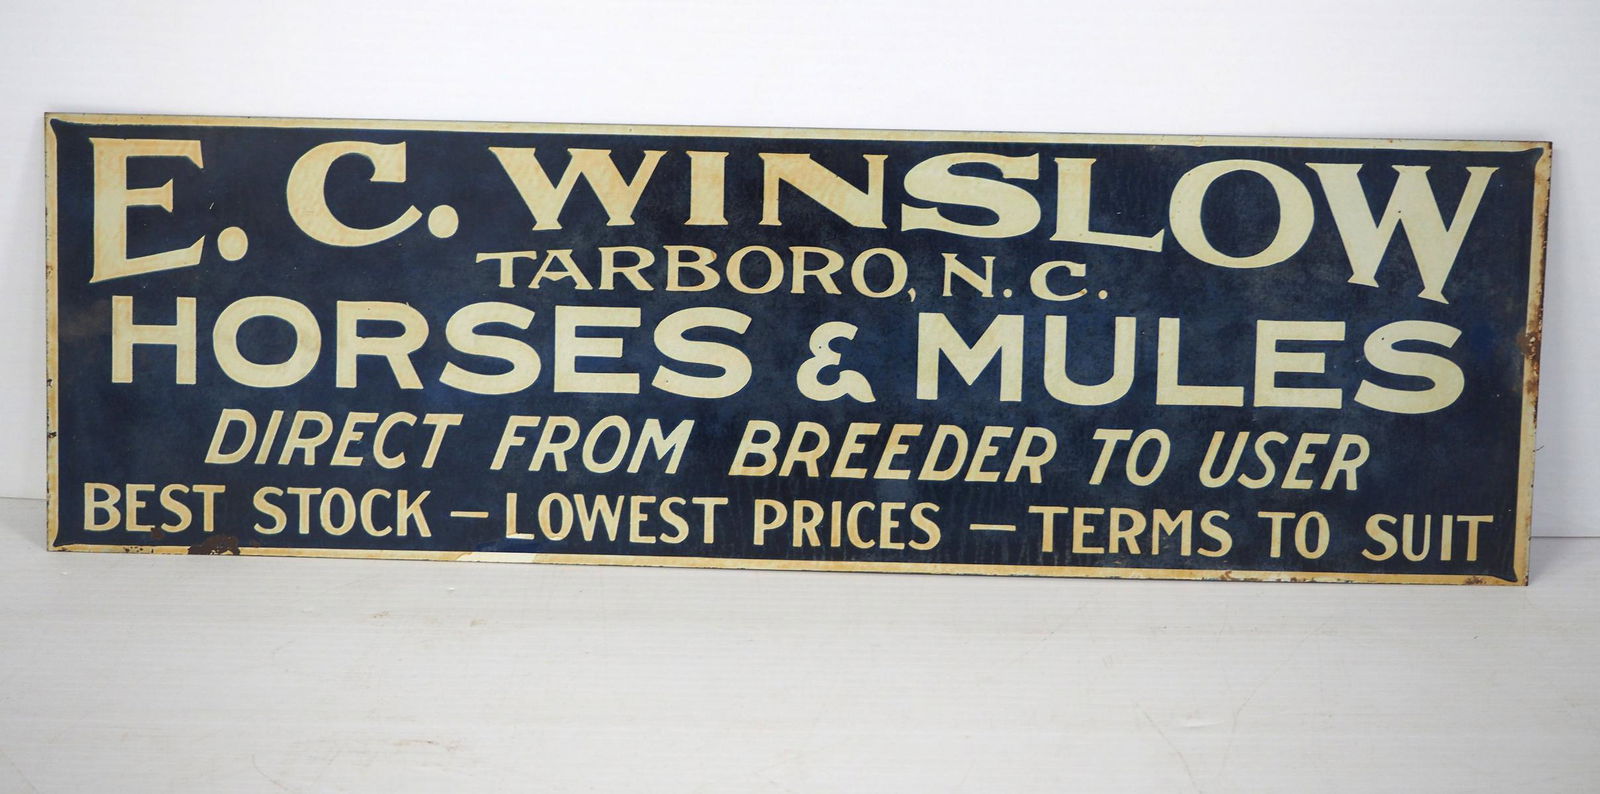 E. C. WINSLOW
TARBORO, N. C.
HORSES & MULES
DIRECT FROM BREEDER TO USER
BEST STOCK — LOWEST PRICES — TERMS TO SUIT